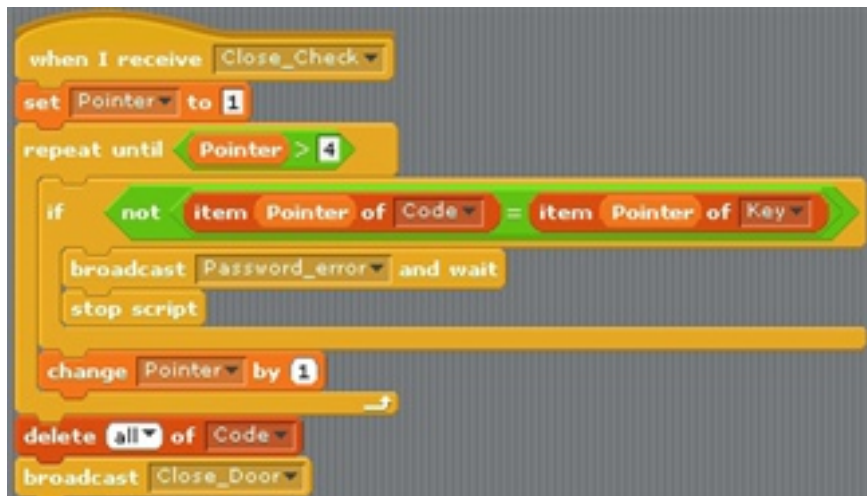 when I receive Close_Check
set Pointer to 1
repeat until Pointer > 4
if not item Pointer of Code = item Pointer of Key
broadcast Password_error and wait
stop script
change Pointer by 1
delete all of Code
broadcast Close_Door